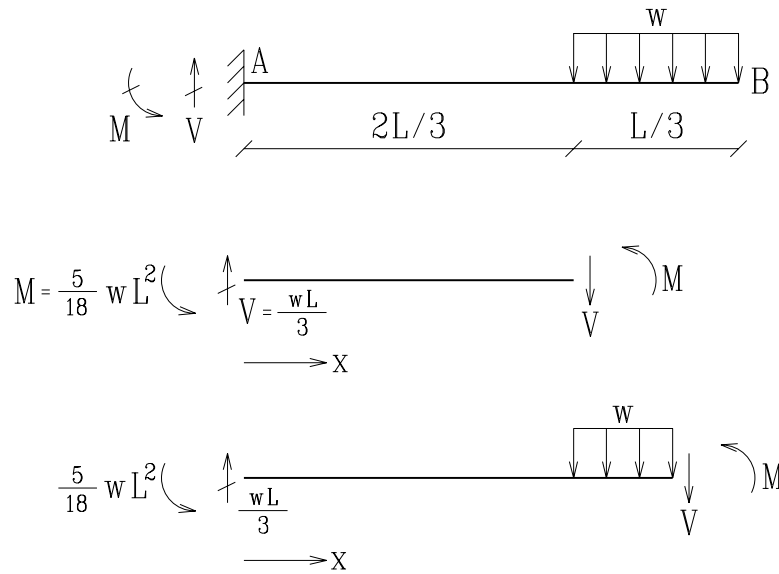 w
A
B
M
V
2L/3
L/3
M = 5/18 wL²
V = wL/3
M
V
x
w
5/18 wL²
wL/3
M
V
x